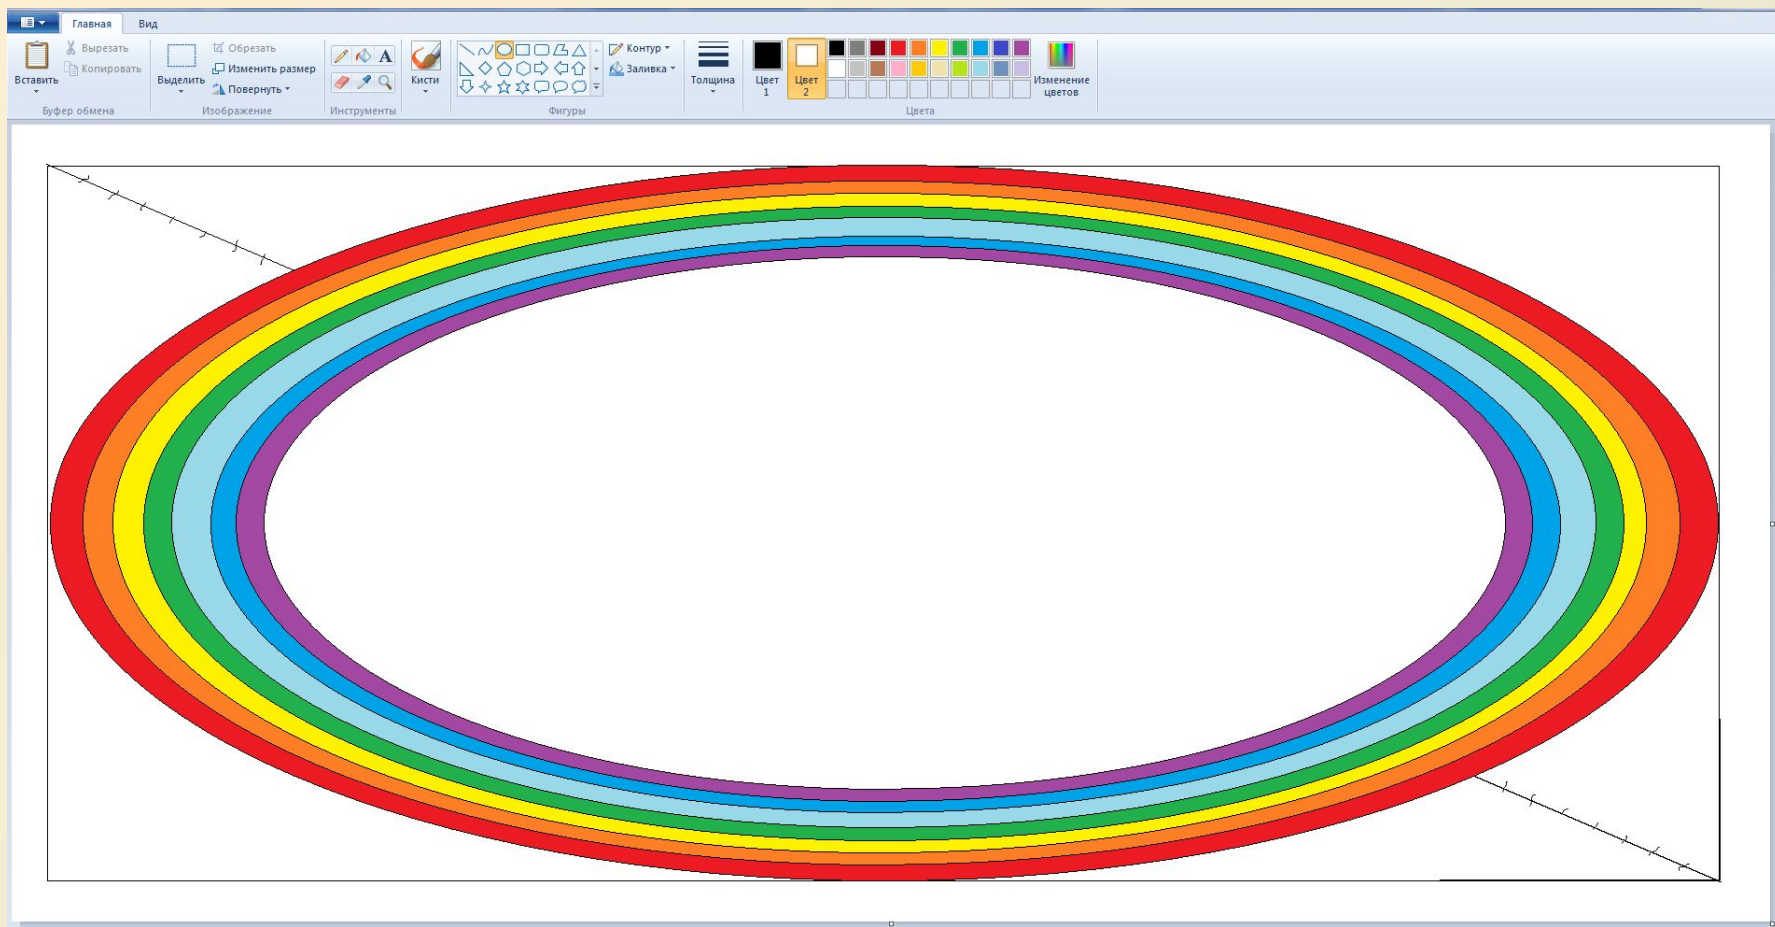 Главная Вид
Вырезать Обрезать Контур
Копировать Изменить размер Заливка
Вставить Выделить Повернуть Кисти Толщина Цвет 1 Цвет 2 Изменение цветов
Буфер обмена Изображение Инструменты Фигуры Цвета